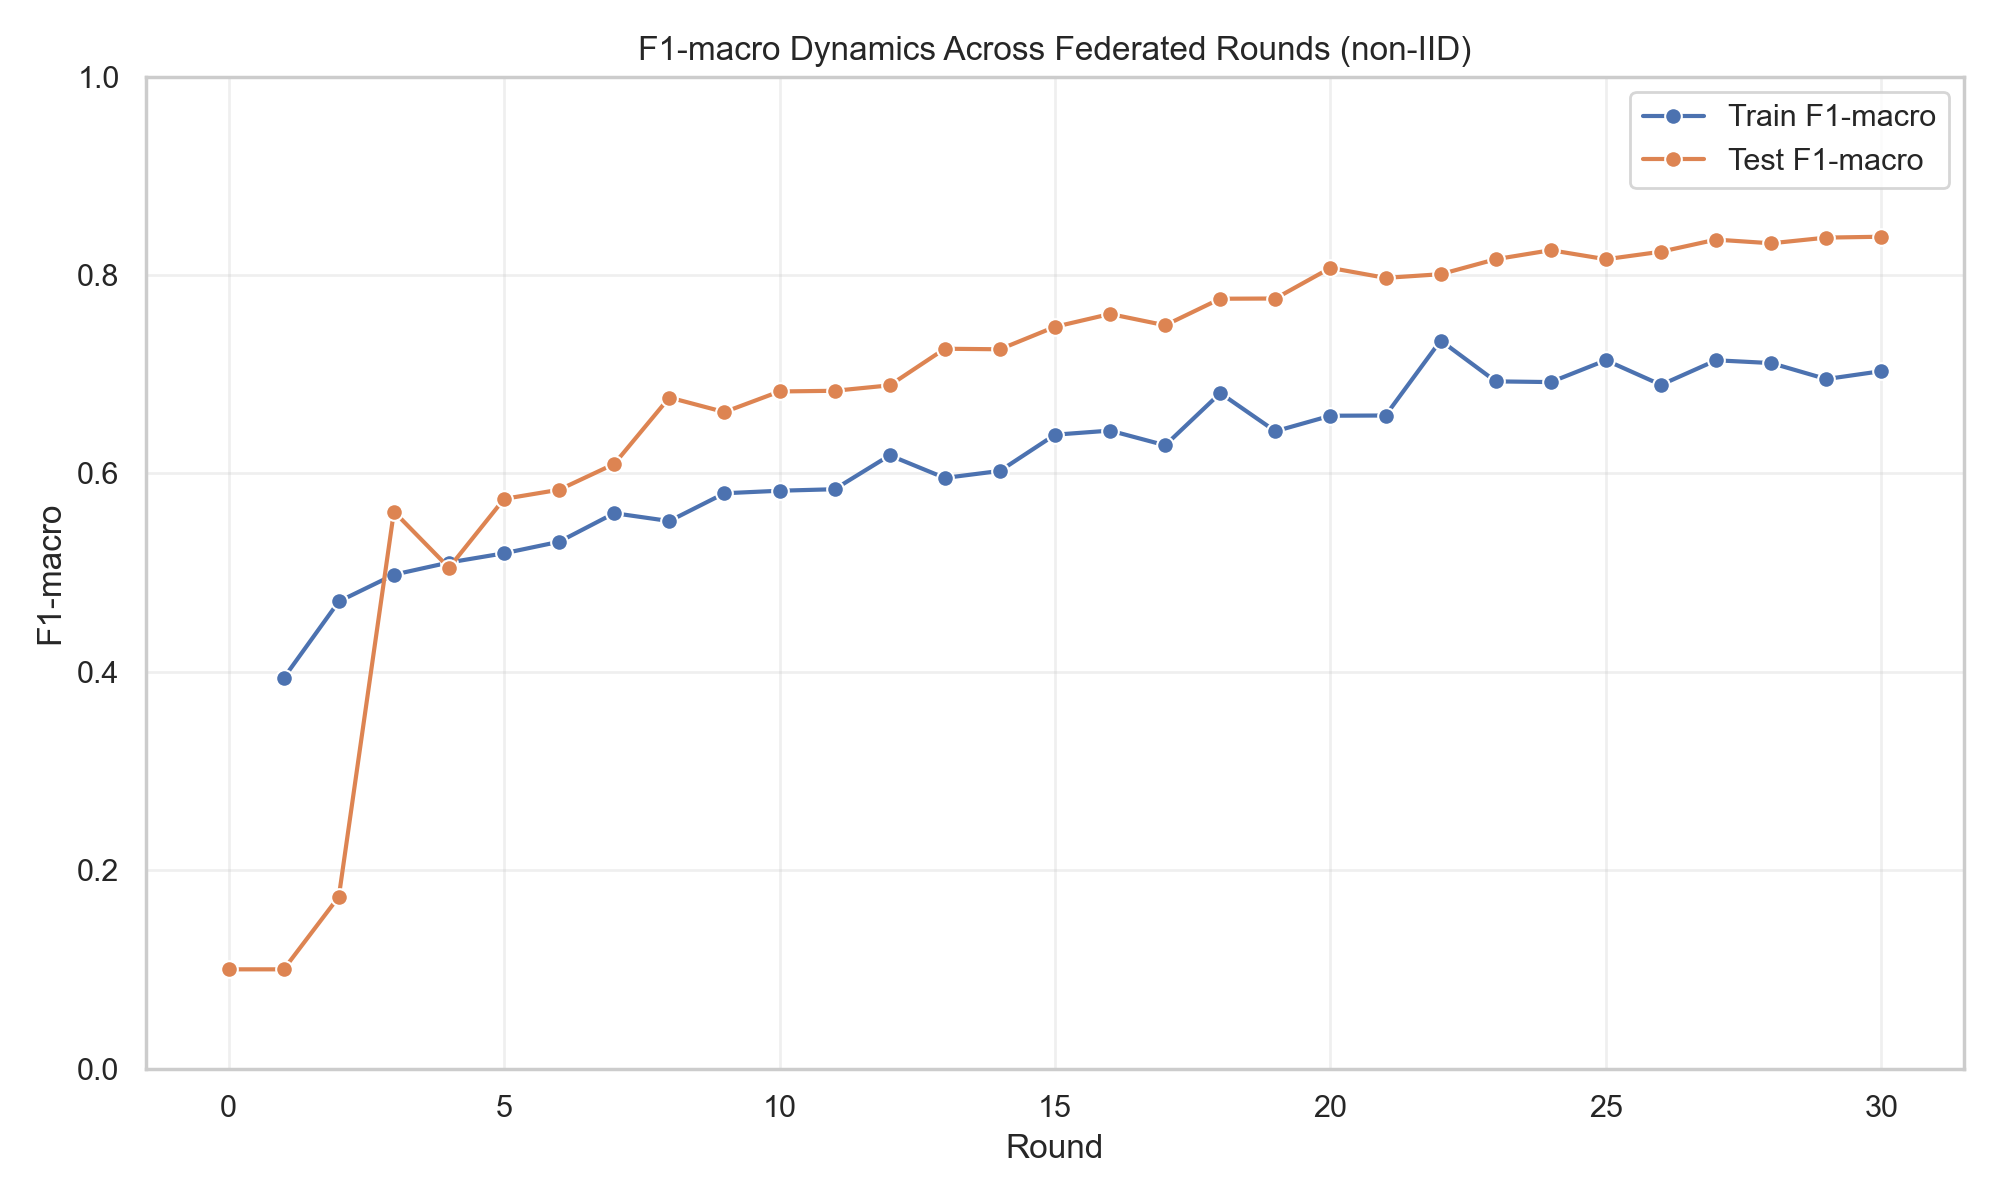 F1-macro Dynamics Across Federated Rounds (non-IID)
Train F1-macro
Test F1-macro
F1-macro
1.0
0.8
0.6
0.4
0.2
0.0
0 5 10 15 20 25 30
Round